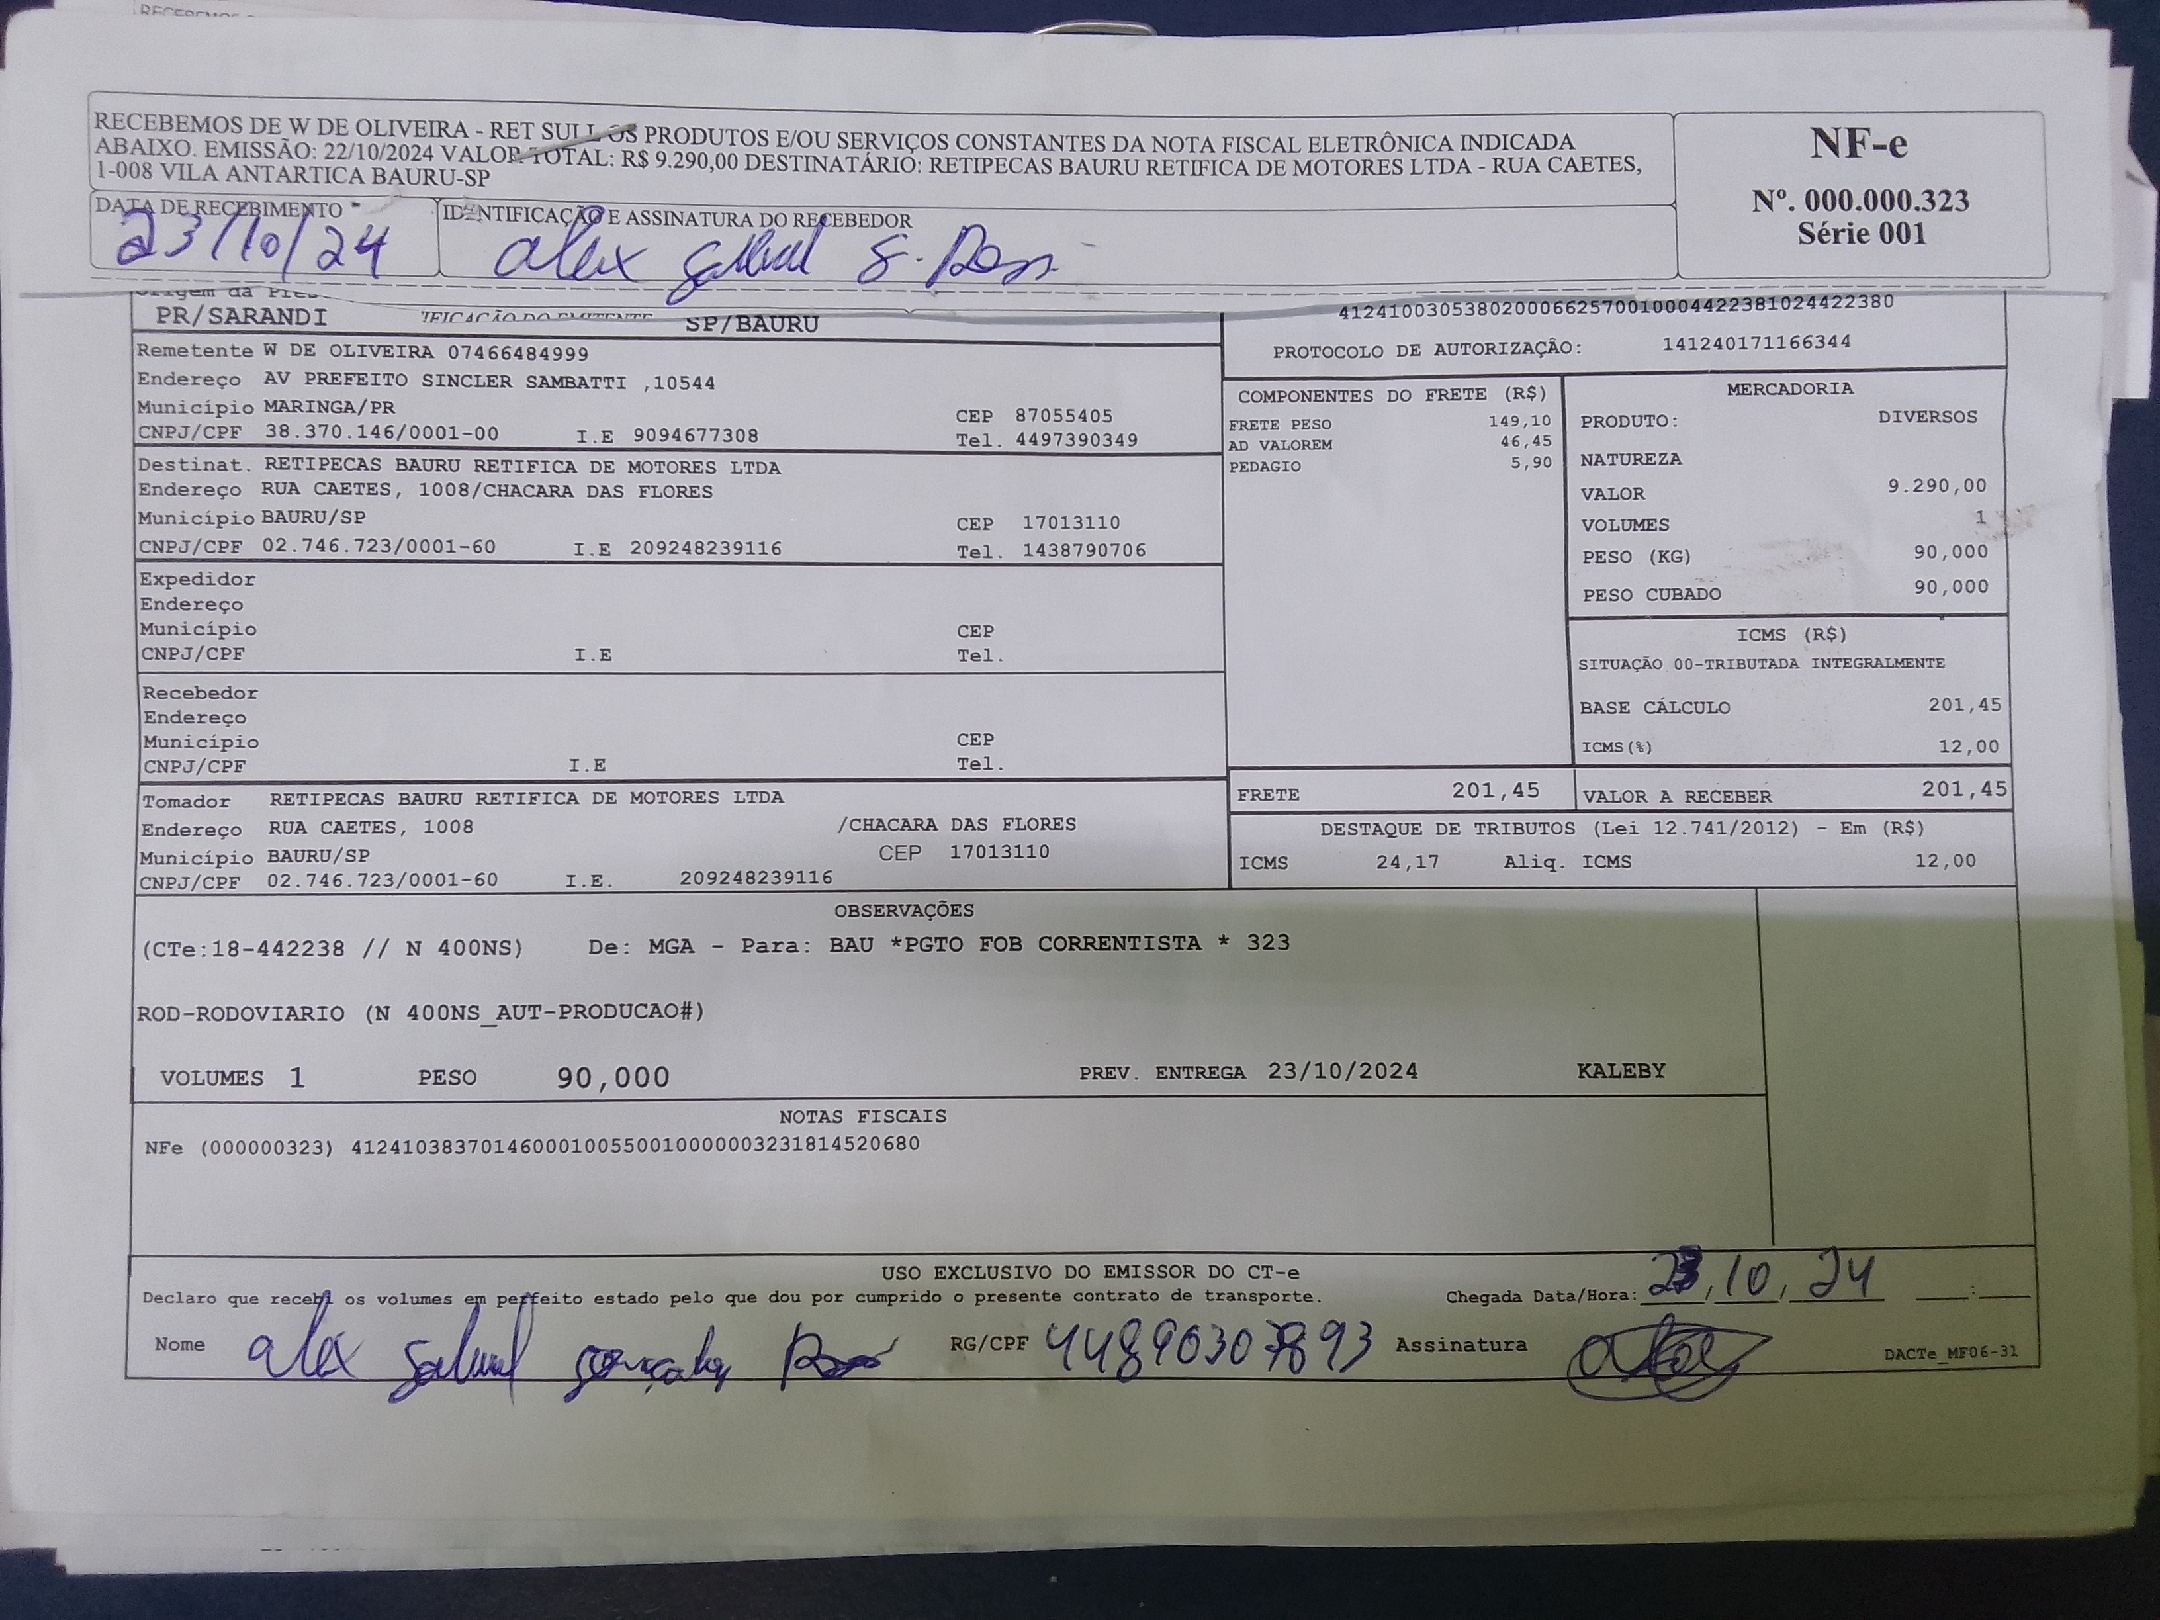 RECEBEMOS DE W DE OLIVEIRA - RET SULL OS PRODUTOS E/OU SERVIÇOS CONSTANTES DA NOTA FISCAL ELETRÔNICA INDICADA
ABAIXO. EMISSÃO: 22/10/2024 VALOR TOTAL: R$ 9.290,00 DESTINATÁRIO: RETIPECAS BAURU RETIFICA DE MOTORES LTDA - RUA CAETES,
1-008 VILA ANTARTICA BAURU-SP
NF-e
Nº. 000.000.323
Série 001
DATA DE RECEBIMENTO
23/10/24
IDENTIFICAÇÃO E ASSINATURA DO RECEBEDOR
alex
Origem da
PR/SARANDI
SP/BAURU
41241003053802000662570010004422381024422380
PROTOCOLO DE AUTORIZAÇÃO: 141240171166344
Remetente W DE OLIVEIRA 07466484999
Endereço AV PREFEITO SINCLER SAMBATTI ,10544
Município MARINGA/PR CEP 87055405
CNPJ/CPF 38.370.146/0001-00 I.E 9094677308 Tel. 4497390349
Destinat. RETIPECAS BAURU RETIFICA DE MOTORES LTDA
Endereço RUA CAETES, 1008/CHACARA DAS FLORES
Município BAURU/SP CEP 17013110
CNPJ/CPF 02.746.723/0001-60 I.E 209248239116 Tel. 1438790706
Expedidor
Endereço
Município CEP
CNPJ/CPF I.E Tel.
Recebedor
Endereço
Município CEP
CNPJ/CPF I.E Tel.
Tomador RETIPECAS BAURU RETIFICA DE MOTORES LTDA
Endereço RUA CAETES, 1008 /CHACARA DAS FLORES
Município BAURU/SP CEP 17013110
CNPJ/CPF 02.746.723/0001-60 I.E. 209248239116
COMPONENTES DO FRETE (R$)
FRETE PESO 149,10
AD VALOREM 46,45
PEDAGIO 5,90
MERCADORIA
PRODUTO: DIVERSOS
NATUREZA
VALOR 9.290,00
VOLUMES 1
PESO (KG) 90,000
PESO CUBADO 90,000
ICMS (R$)
SITUAÇÃO 00-TRIBUTADA INTEGRALMENTE
BASE CÁLCULO 201,45
ICMS(%) 12,00
FRETE 201,45 VALOR A RECEBER 201,45
DESTAQUE DE TRIBUTOS (Lei 12.741/2012) - Em (R$)
ICMS 24,17 Aliq. ICMS 12,00
OBSERVAÇÕES
(CTe:18-442238 // N 400NS) De: MGA - Para: BAU *PGTO FOB CORRENTISTA * 323
ROD-RODOVIARIO (N 400NS_AUT-PRODUCAO#)
VOLUMES 1 PESO 90,000 PREV. ENTREGA 23/10/2024 KALEBY
NOTAS FISCAIS
NFe (000000323) 41241038370146000100550010000003231814520680
USO EXCLUSIVO DO EMISSOR DO CT-e
Declaro que recebi os volumes em perfeito estado pelo que dou por cumprido o presente contrato de transporte. Chegada Data/Hora: 23/10/24 :
Nome alex RG/CPF 44890307893 Assinatura
DACTe_MF06-31